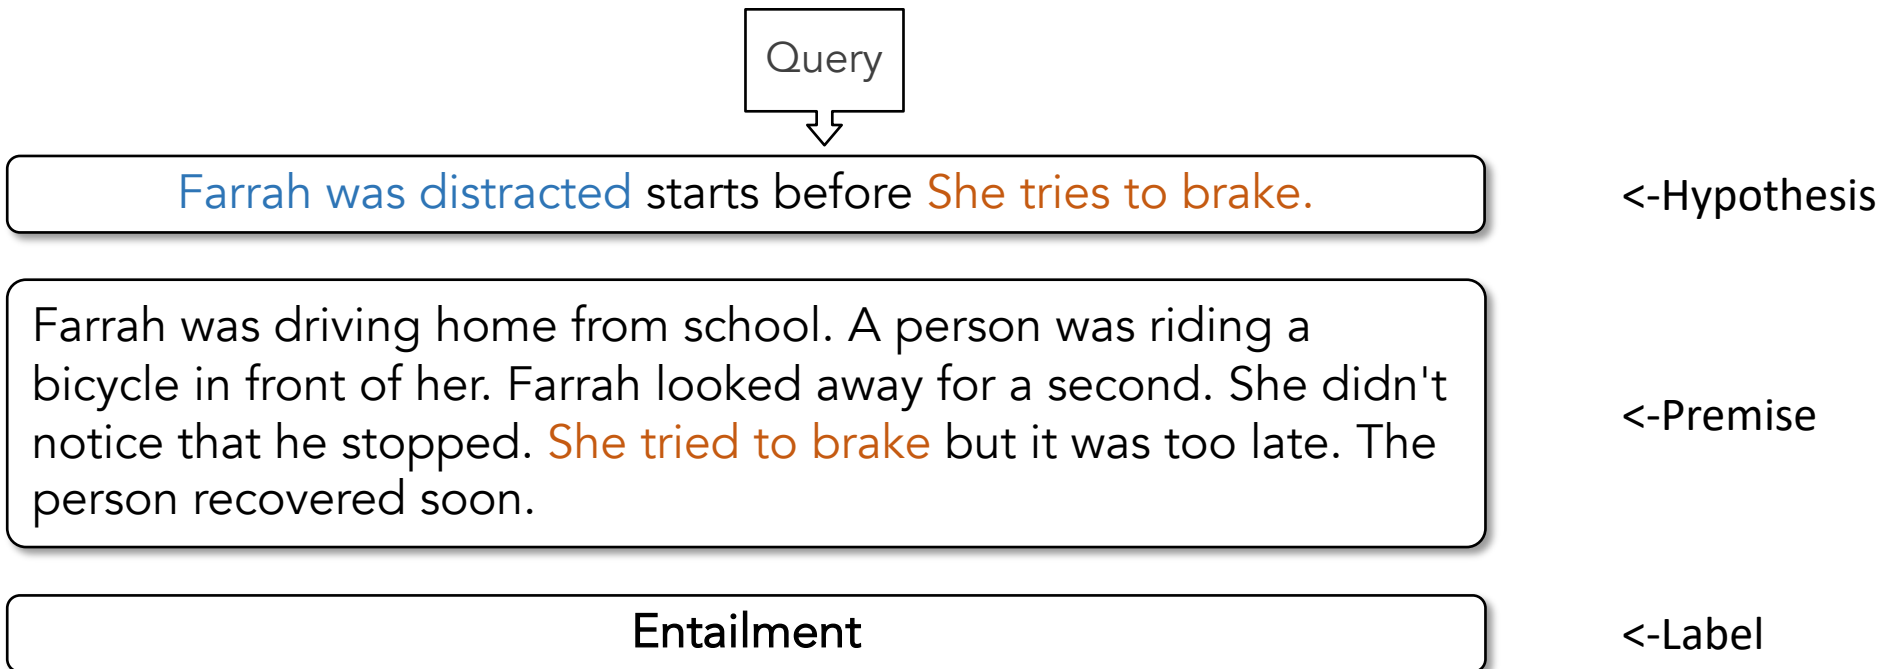 Query
Farrah was distracted starts before She tries to brake.
<-Hypothesis
Farrah was driving home from school. A person was riding a
bicycle in front of her. Farrah looked away for a second. She didn't
notice that he stopped. She tried to brake but it was too late. The
person recovered soon.
<-Premise
Entailment
<-Label